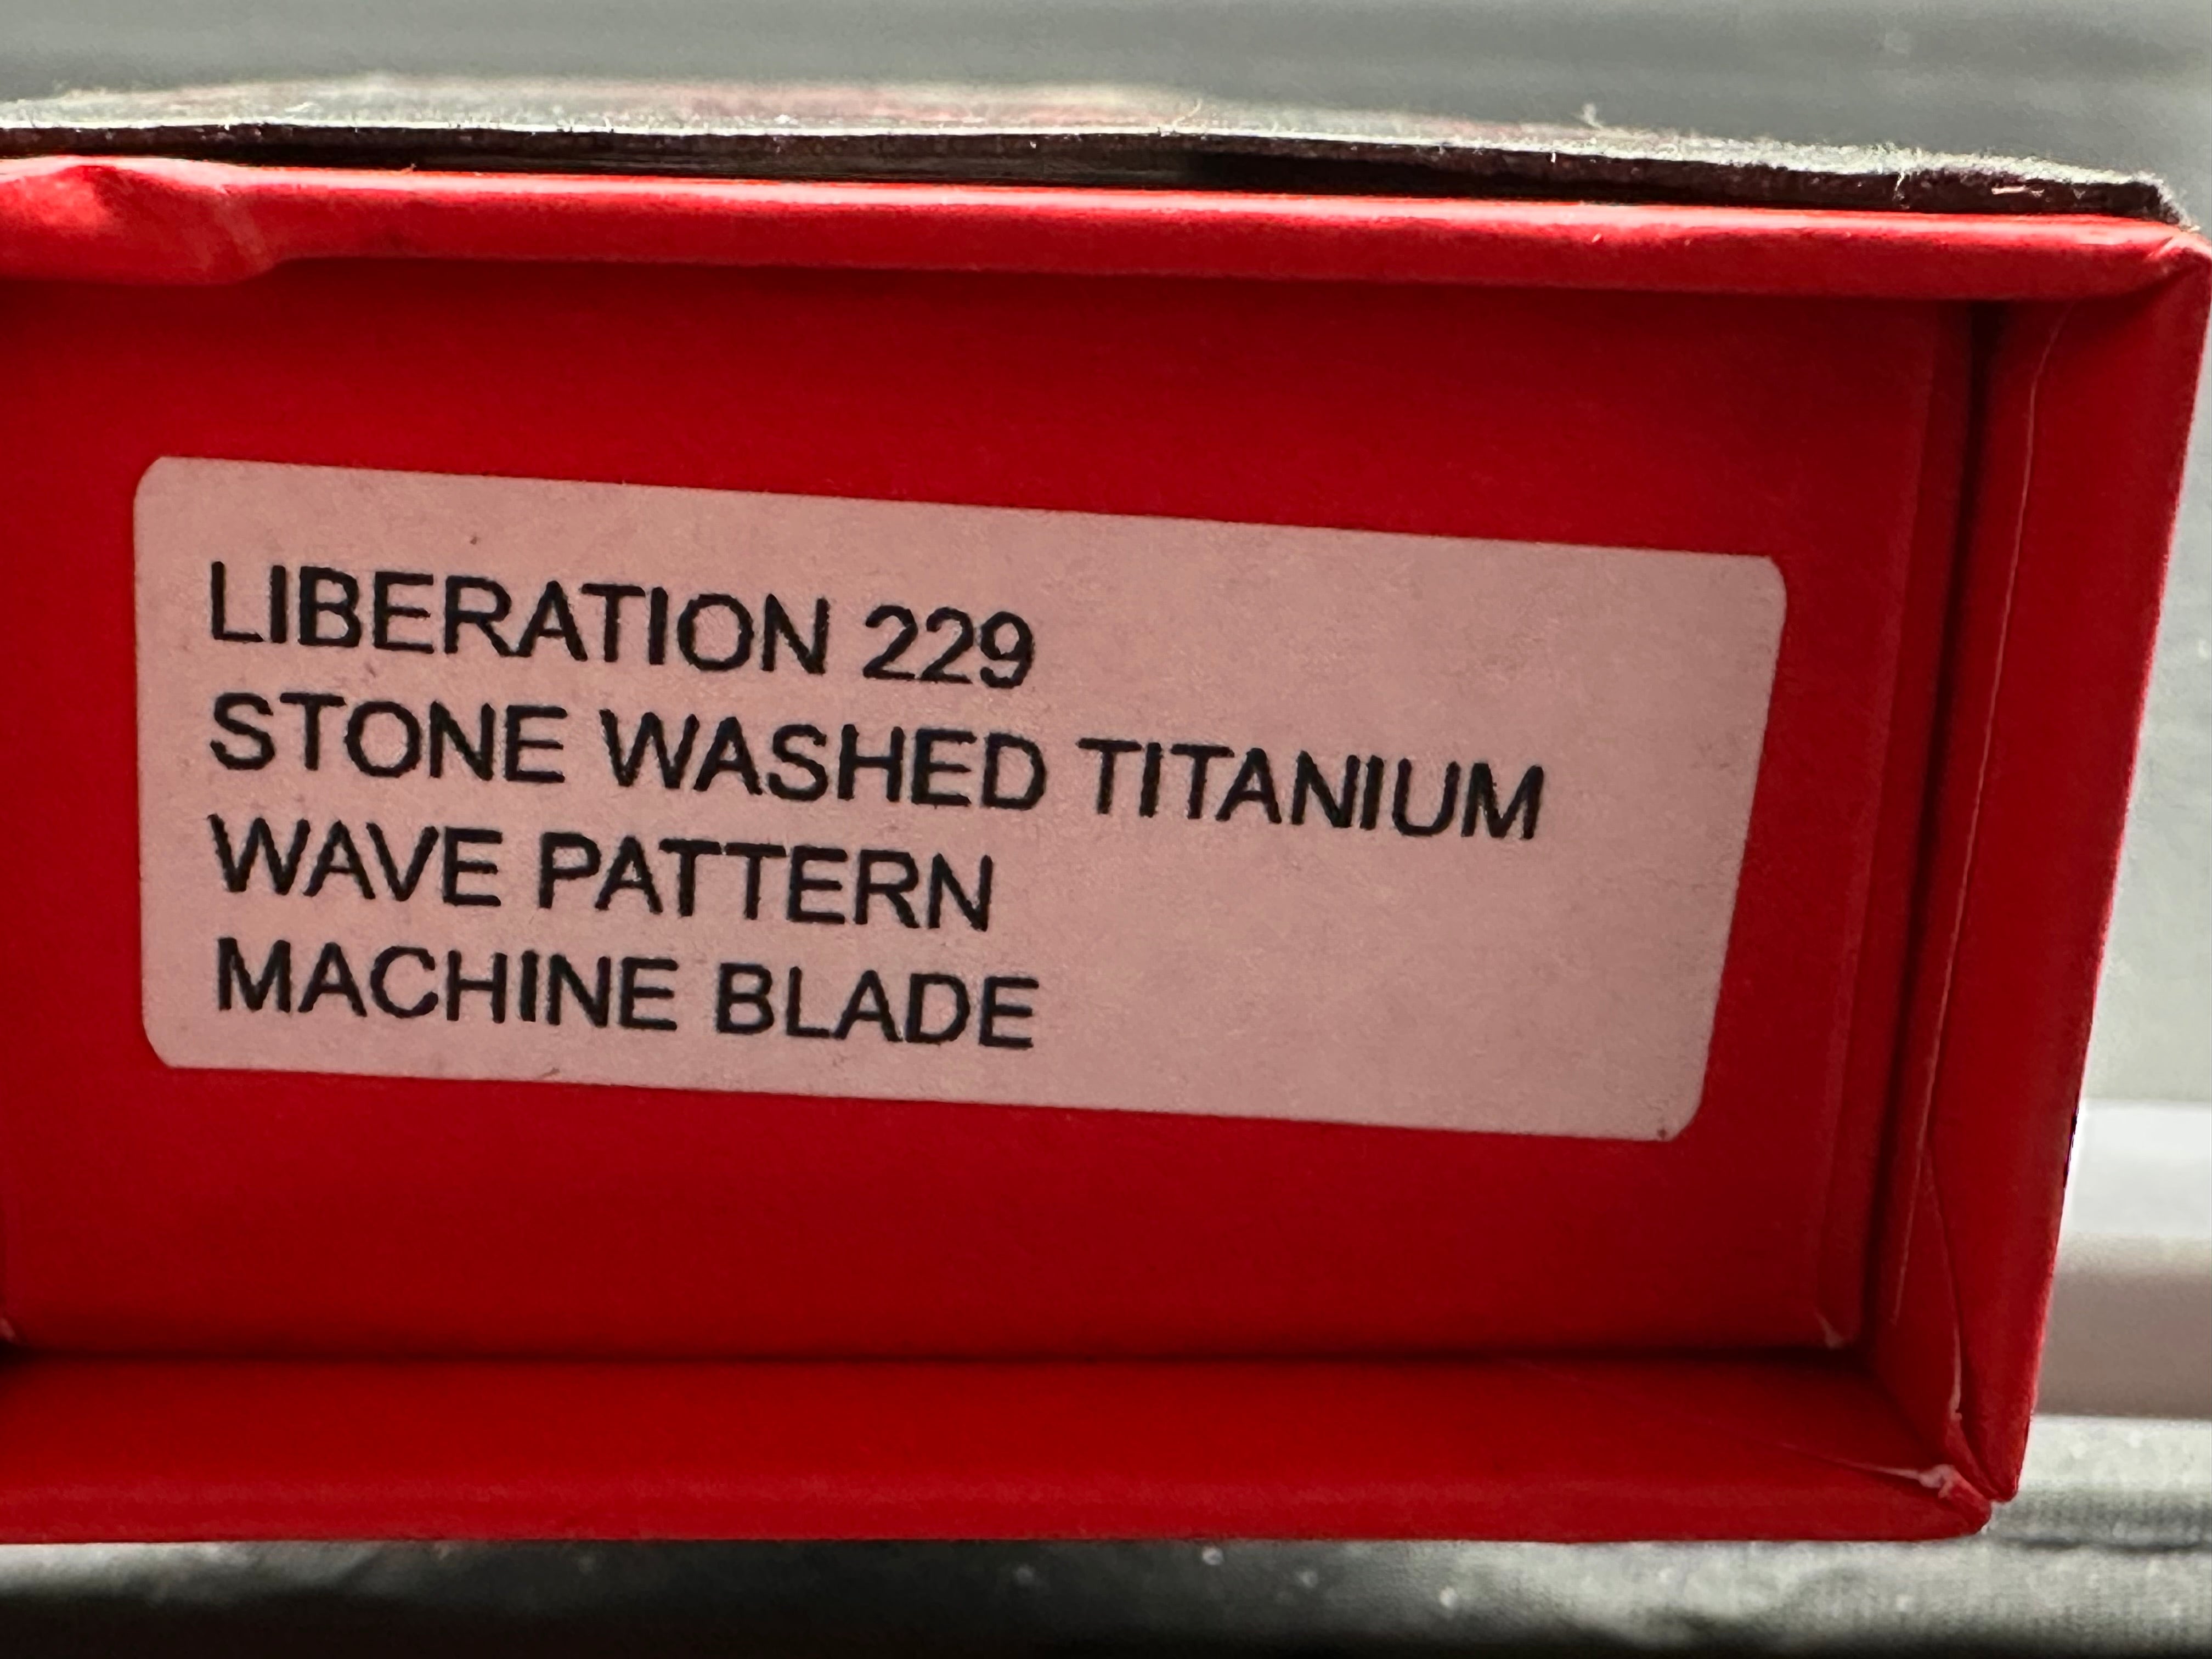 LIBERATION 229
STONE WASHED TITANIUM
WAVE PATTERN
MACHINE BLADE